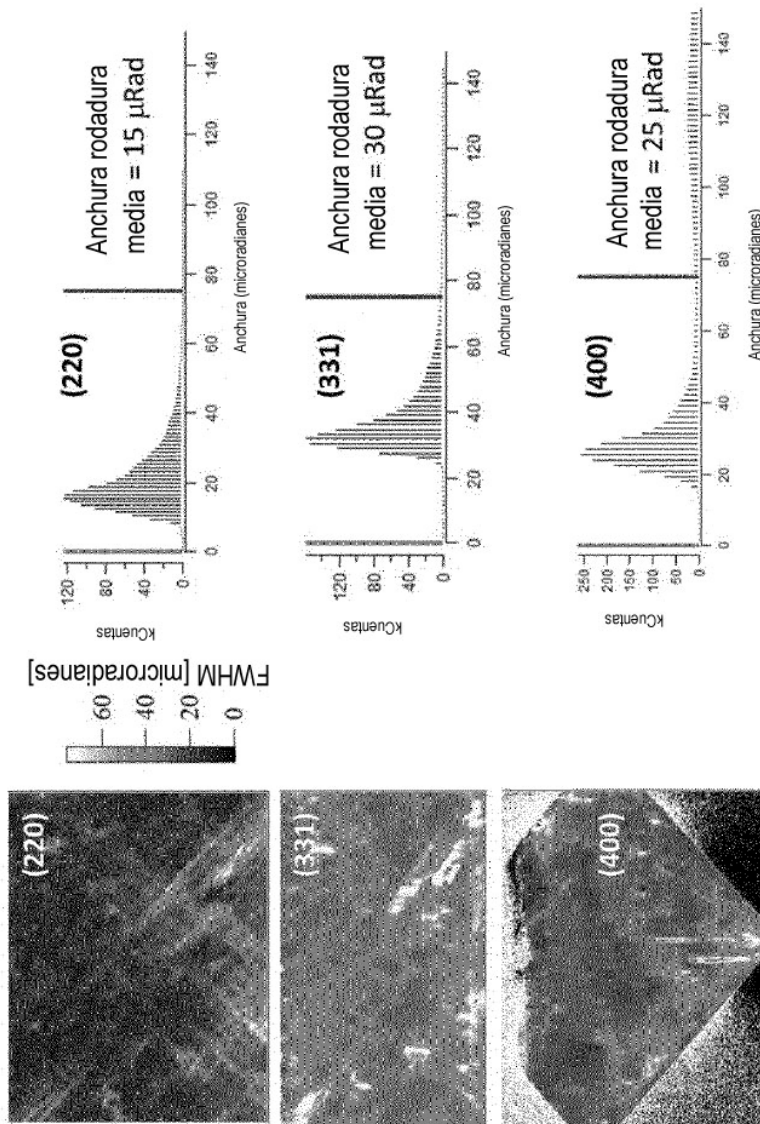 (220)
FWHM [microradianes]
60
40
20
0
kCuentas
120
80
40
0
(220)
Anchura rodadura
media = 15 µRad
0 20 40 60 80 100 120 140
Anchura (microradianes)
(331)
kCuentas
120
80
40
0
(331)
Anchura rodadura
media = 30 µRad
0 20 40 60 80 100 120 140
Anchura (microradianes)
(400)
kCuentas
250
200
150
100
50
0
(400)
Anchura rodadura
media = 25 µRad
0 20 40 60 80 100 120 140
Anchura (microradianes)